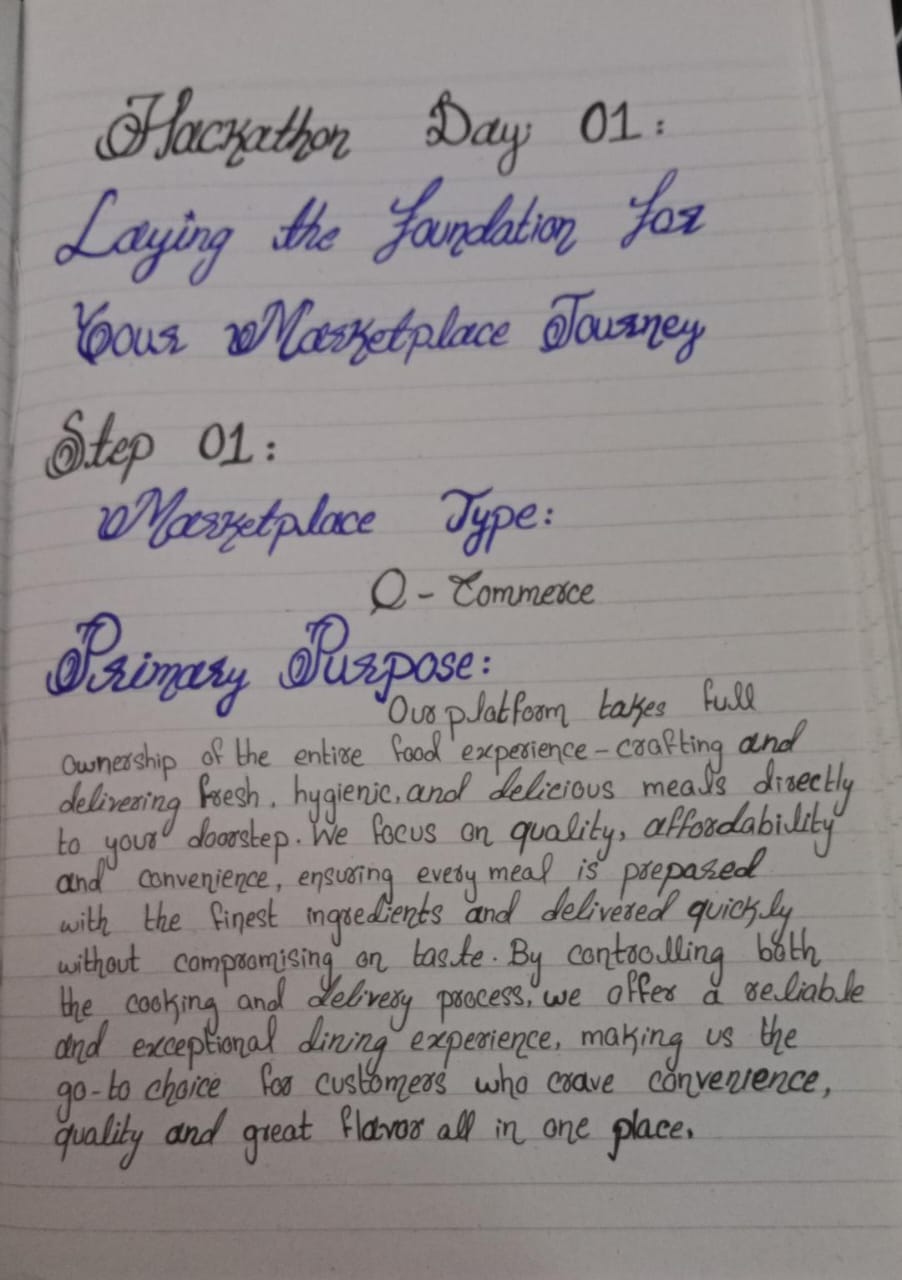 Hackathon Day 01:
Laying the foundation for
Your Marketplace Journey
Step 01:
Marketplace Type:
Q - Commerce
Primary Purpose:
Our platform takes full
ownership of the entire food experience - crafting and
delivering fresh, hygienic, and delicious meals directly
to your doorstep. We focus on quality, affordability
and convenience, ensuring every meal is prepared
with the finest ingredients and delivered quickly
without compromising on taste. By controlling both
the cooking and delivery process, we offer a reliable
and exceptional dining experience, making us the
go-to choice for customers who crave convenience,
quality and great flavor all in one place.